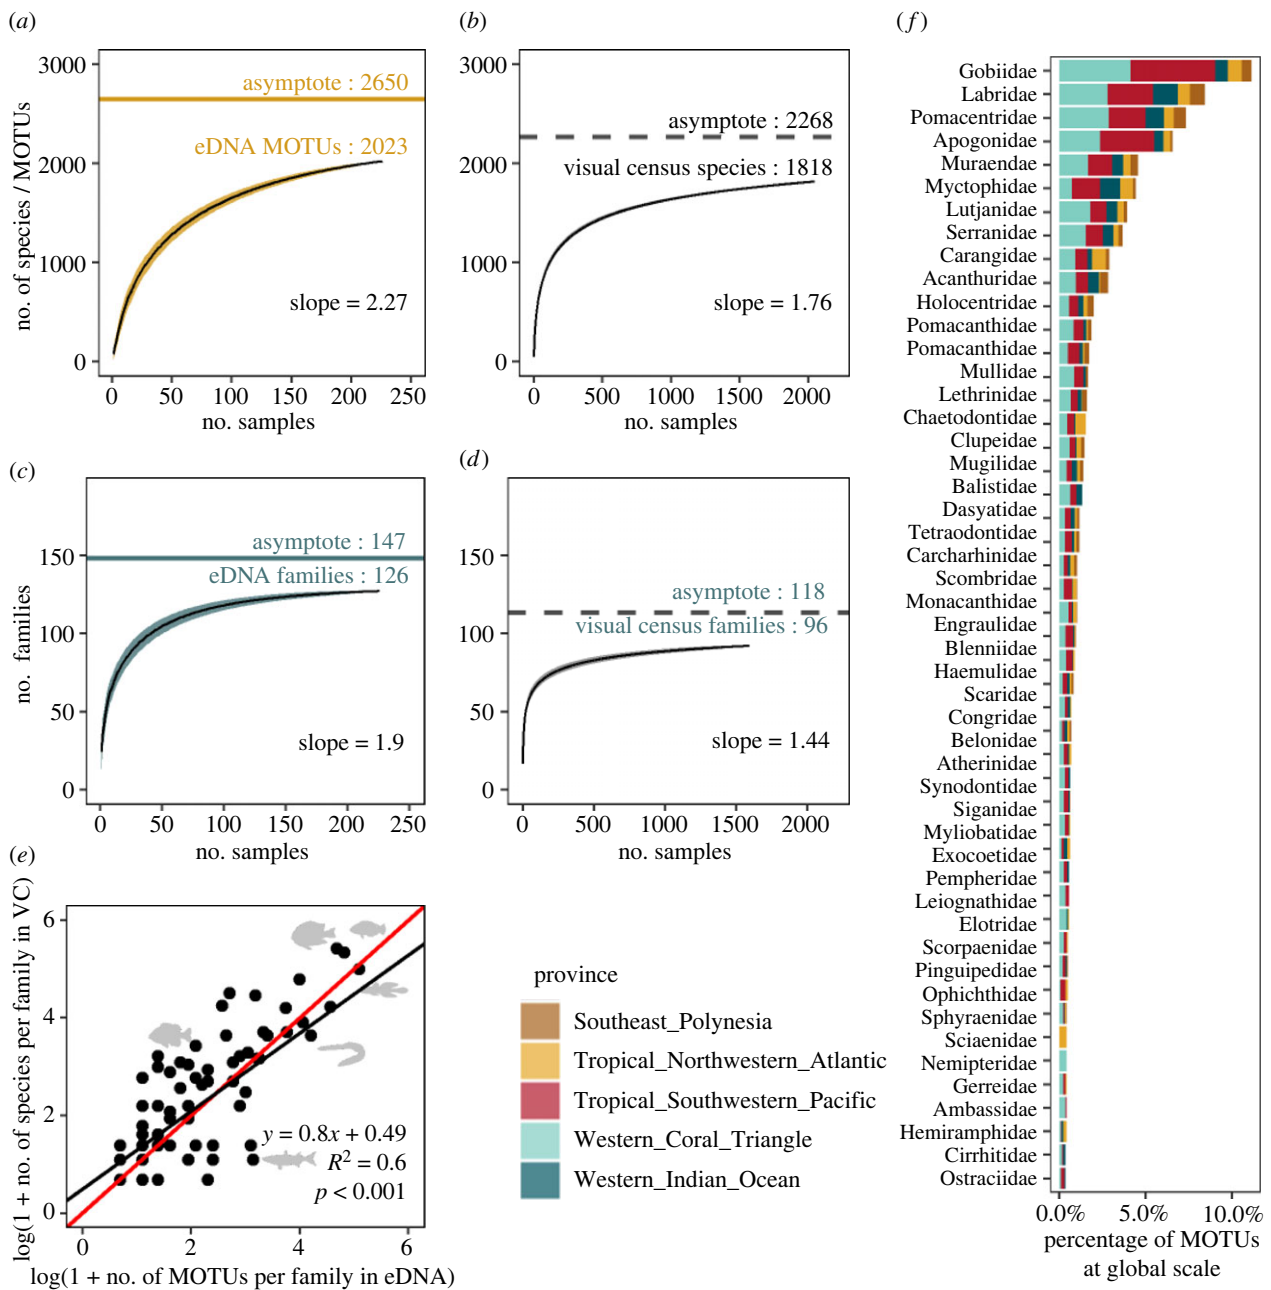 (a)
no. of species / MOTUs
3000
2000
1000
0
asymptote : 2650
eDNA MOTUs : 2023
slope = 2.27
0 50 100 150 200 250
no. samples
(b)
3000
2000
1000
0
asymptote : 2268
visual census species : 1818
slope = 1.76
0 500 1000 1500 2000
no. samples
(c)
no. families
150
100
50
0
asymptote : 147
eDNA families : 126
slope = 1.9
0 50 100 150 200 250
no. samples
(d)
150
100
50
0
asymptote : 118
visual census families : 96
slope = 1.44
0 500 1000 1500 2000
no. samples
(e)
log(1 + no. of species per family in VC)
6
4
2
0
y = 0.8x + 0.49
R² = 0.6
p < 0.001
0 2 4 6
log(1 + no. of MOTUs per family in eDNA)
province
Southeast_Polynesia
Tropical_Northwestern_Atlantic
Tropical_Southwestern_Pacific
Western_Coral_Triangle
Western_Indian_Ocean
(f)
Gobiidae
Labridae
Pomacentridae
Apogonidae
Muraendae
Myctophidae
Lutjanidae
Serranidae
Carangidae
Acanthuridae
Holocentridae
Pomacanthidae
Pomacanthidae
Mullidae
Lethrinidae
Chaetodontidae
Clupeidae
Mugilidae
Balistidae
Dasyatidae
Tetraodontidae
Carcharhinidae
Scombridae
Monacanthidae
Engraulidae
Blenniidae
Haemulidae
Scaridae
Congridae
Belonidae
Atherinidae
Synodontidae
Siganidae
Myliobatidae
Exocoetidae
Pempheridae
Leiognathidae
Elotridae
Scorpaenidae
Pinguipedidae
Ophichthidae
Sphyraenidae
Sciaenidae
Nemipteridae
Gerreidae
Ambassidae
Hemiramphidae
Cirrhitidae
Ostraciidae
0.0% 5.0% 10.0%
percentage of MOTUs
at global scale